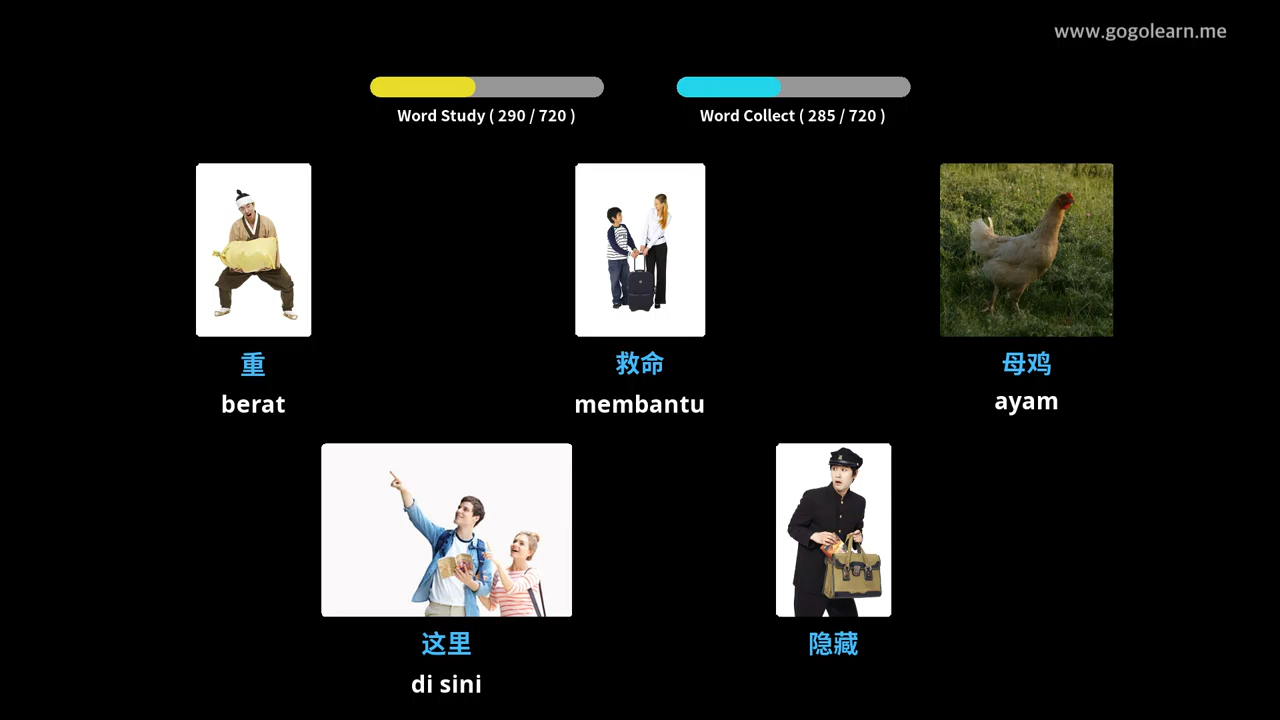 www.gogolearn.me
Word Study ( 290 / 720 )
Word Collect ( 285 / 720 )
重
berat
救命
membantu
母鸡
ayam
这里
di sini
隐藏